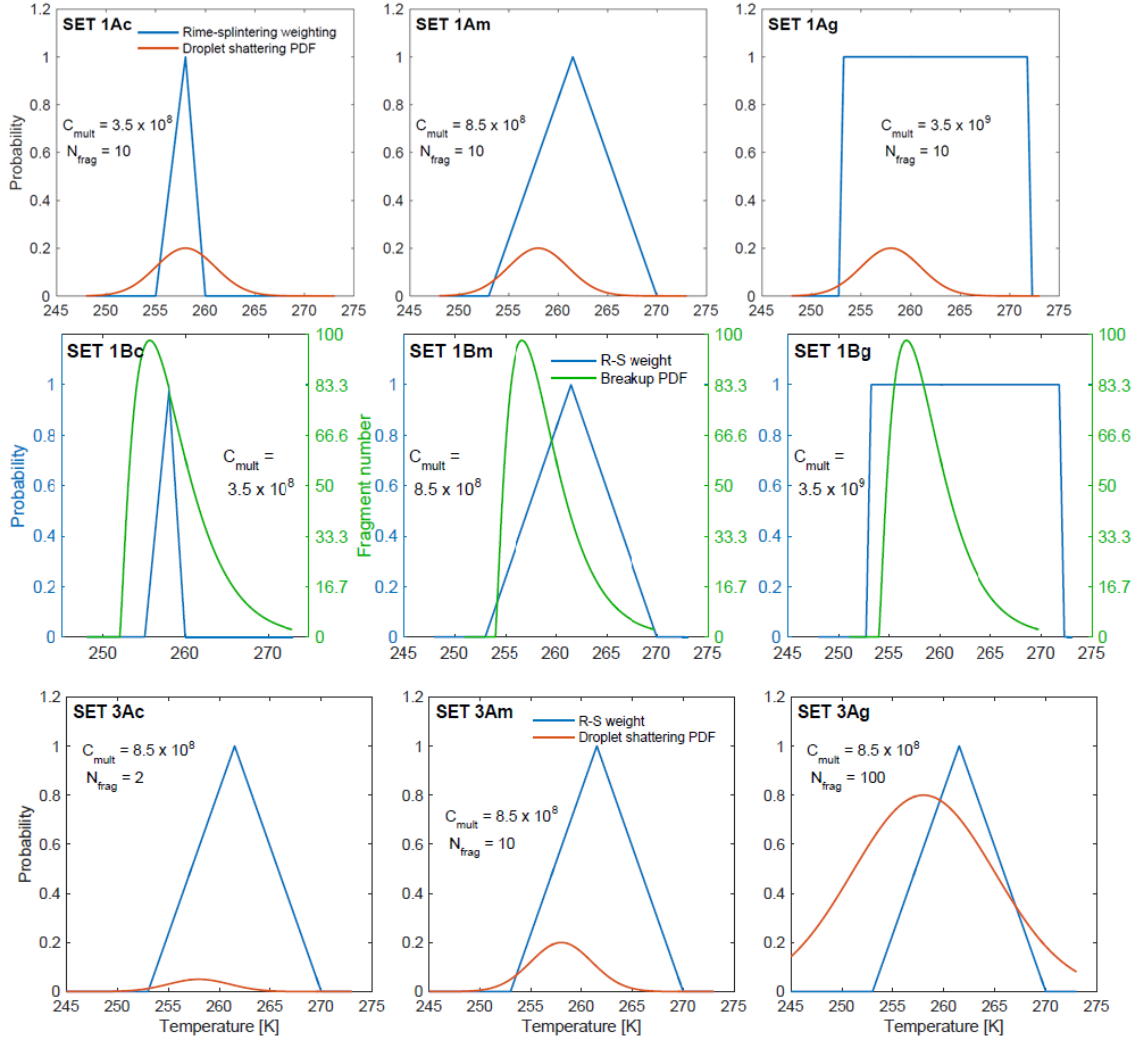 SET 1Ac
Rime-splintering weighting
Droplet shattering PDF
C_mult = 3.5 x 10^8
N_frag = 10
Probability
1.2
1
0.8
0.6
0.4
0.2
0
245 250 255 260 265 270 275
SET 1Am
C_mult = 8.5 x 10^8
N_frag = 10
1.2
1
0.8
0.6
0.4
0.2
0
245 250 255 260 265 270 275
SET 1Ag
C_mult = 3.5 x 10^9
N_frag = 10
1.2
1
0.8
0.6
0.4
0.2
0
245 250 255 260 265 270 275
SET 1Bc
C_mult =
3.5 x 10^8
Probability
1
0.8
0.6
0.4
0.2
0
250 260 270
100
83.3
66.6
50
33.3
16.7
0
Fragment number
SET 1Bm
R-S weight
Breakup PDF
C_mult =
8.5 x 10^8
1
0.8
0.6
0.4
0.2
0
245 250 255 260 265 270
100
83.3
66.6
50
33.3
16.7
0
SET 1Bg
C_mult =
3.5 x 10^9
1
0.8
0.6
0.4
0.2
0
245 250 255 260 265 270 275
100
83.3
66.6
50
33.3
16.7
0
SET 3Ac
C_mult = 8.5 x 10^8
N_frag = 2
Probability
1.2
1
0.8
0.6
0.4
0.2
0
245 250 255 260 265 270 275
Temperature [K]
SET 3Am
R-S weight
Droplet shattering PDF
C_mult = 8.5 x 10^8
N_frag = 10
1.2
1
0.8
0.6
0.4
0.2
0
245 250 255 260 265 270 275
Temperature [K]
SET 3Ag
C_mult = 8.5 x 10^8
N_frag = 100
1.2
1
0.8
0.6
0.4
0.2
0
245 250 255 260 265 270 275
Temperature [K]